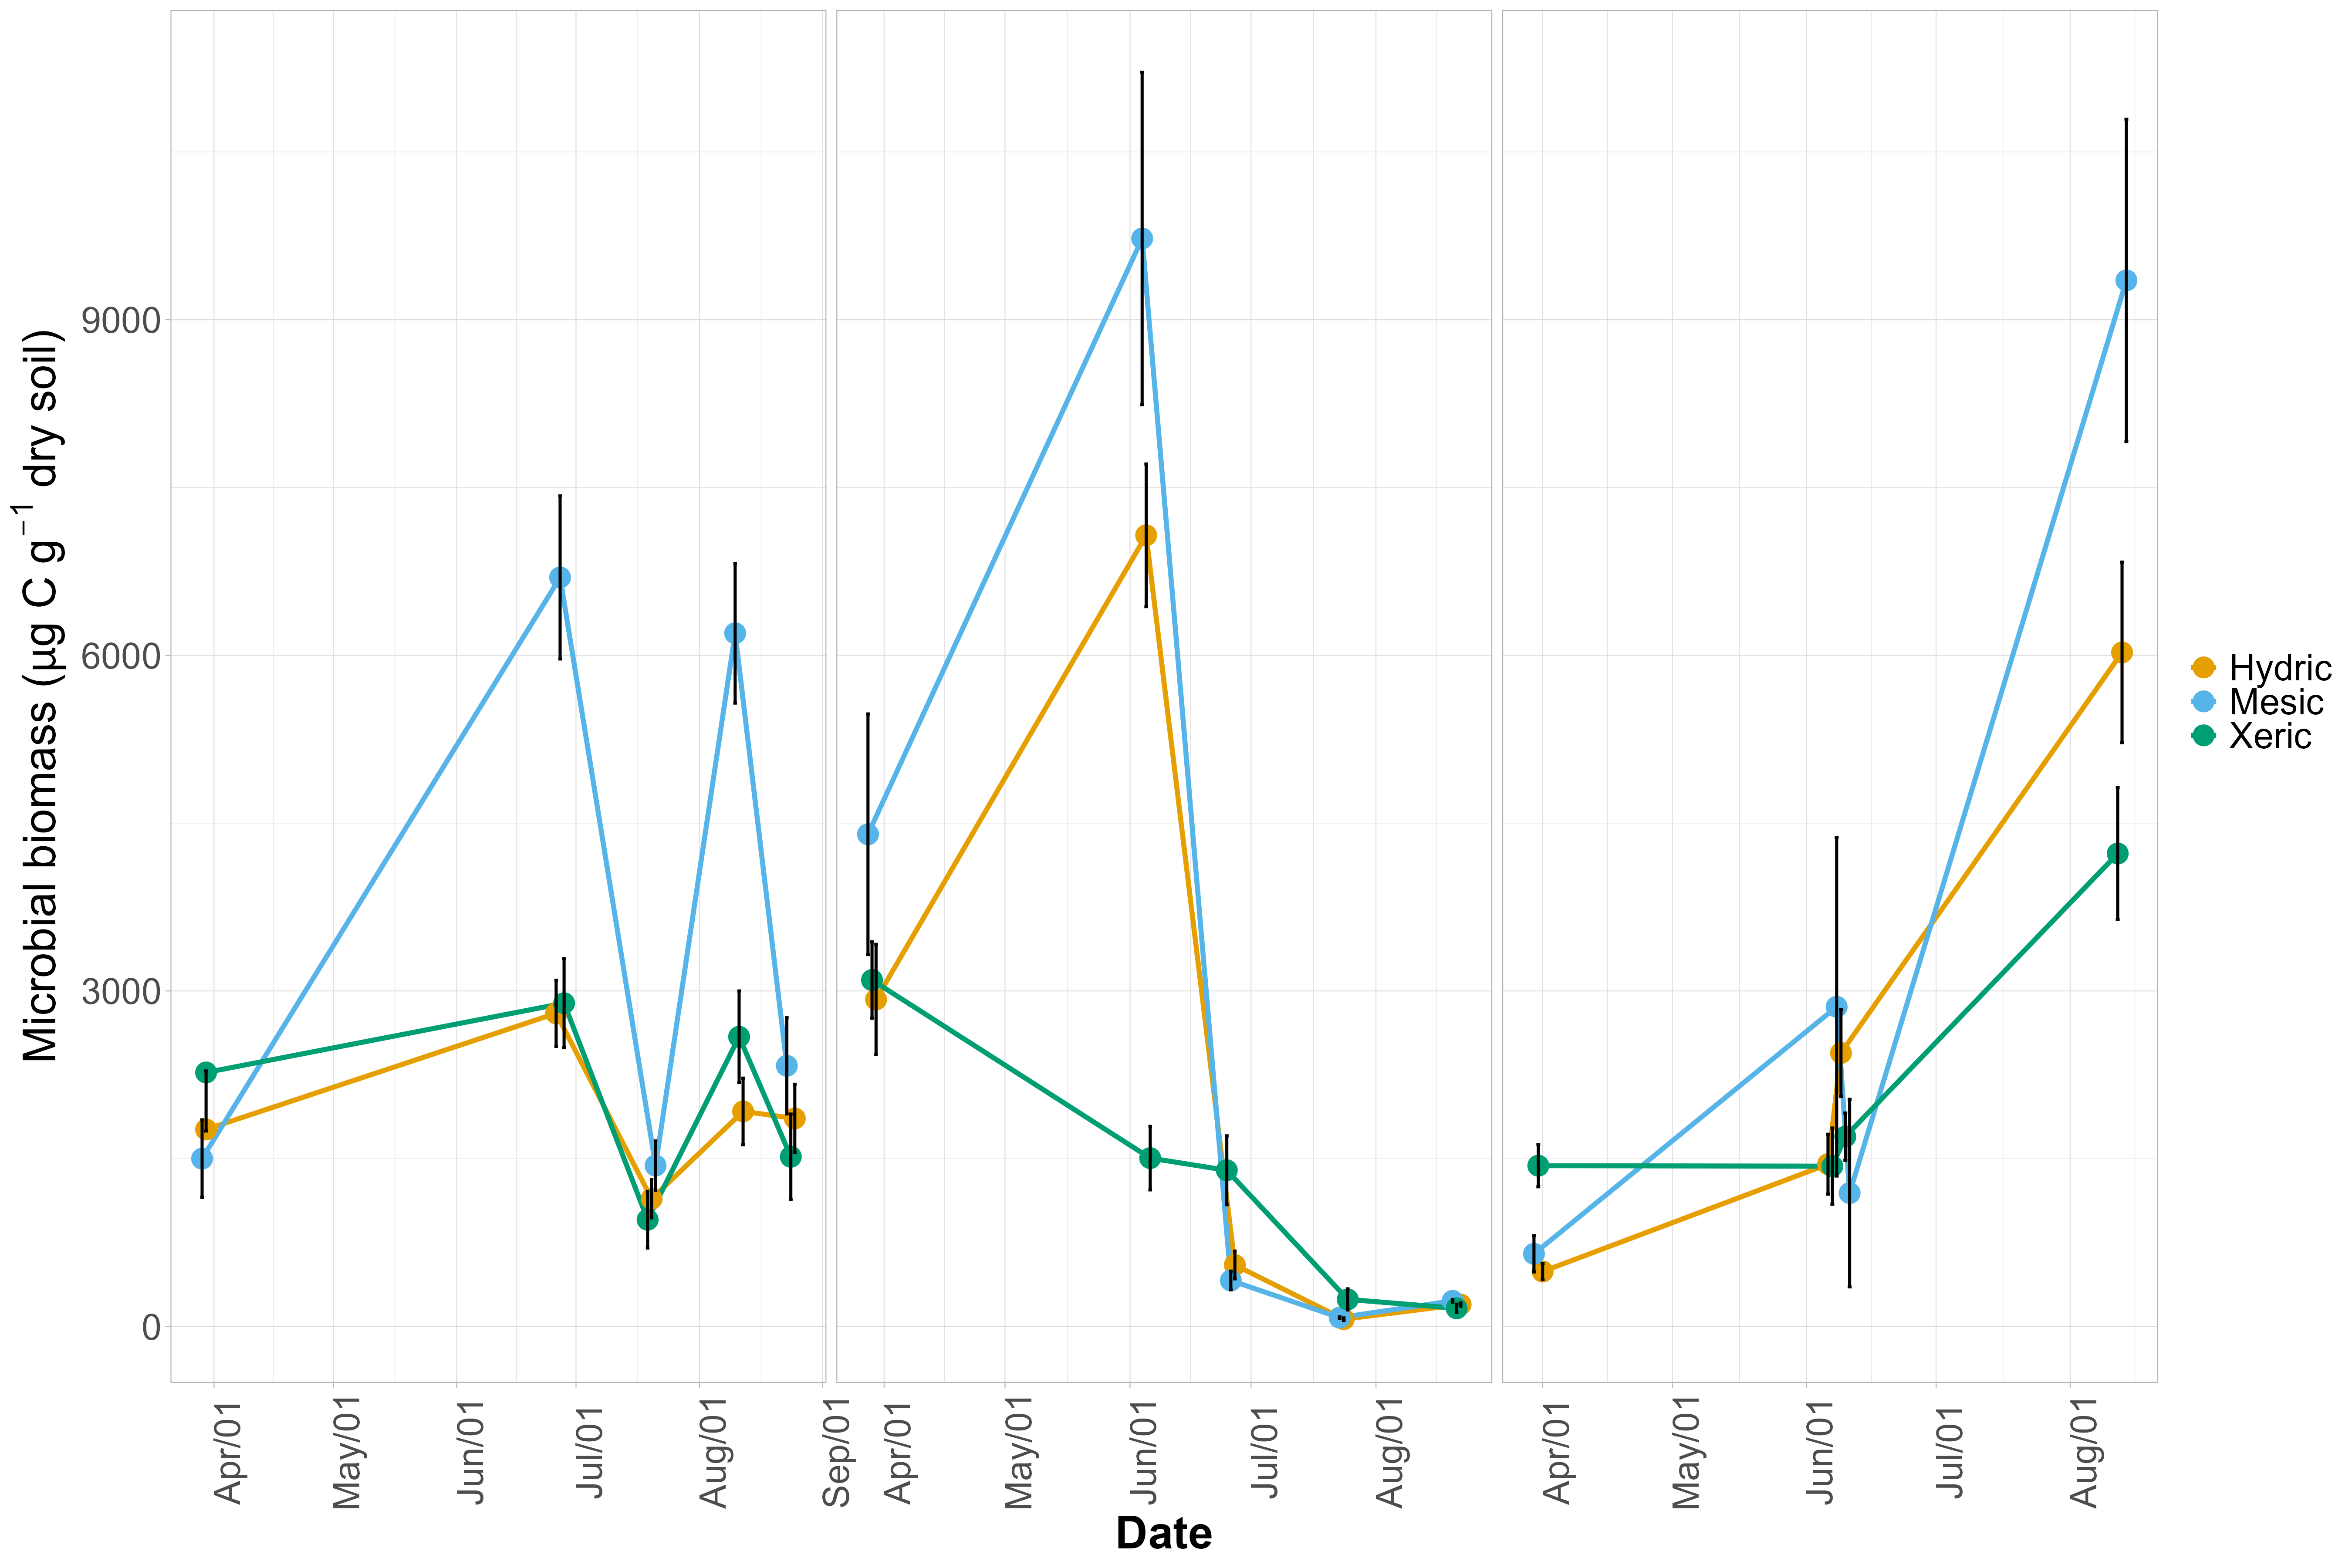 Microbial biomass (µg C g⁻¹ dry soil)
9000
6000
3000
0
Apr/01
May/01
Jun/01
Jul/01
Aug/01
Sep/01
Apr/01
May/01
Jun/01
Jul/01
Aug/01
Apr/01
May/01
Jun/01
Jul/01
Aug/01
Date
Hydric
Mesic
Xeric